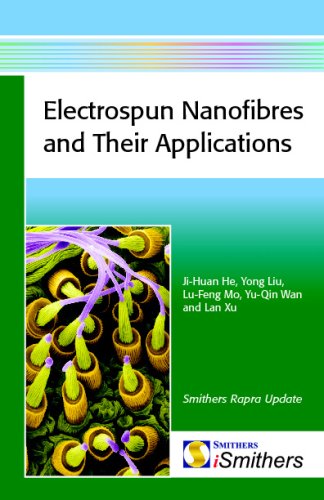 Electrospun Nanofibres
and Their Applications
Ji-Huan He, Yong Liu,
Lu-Feng Mo, Yu-Qin Wan
and Lan Xu
Smithers Rapra Update
SMITHERS
iSmithers